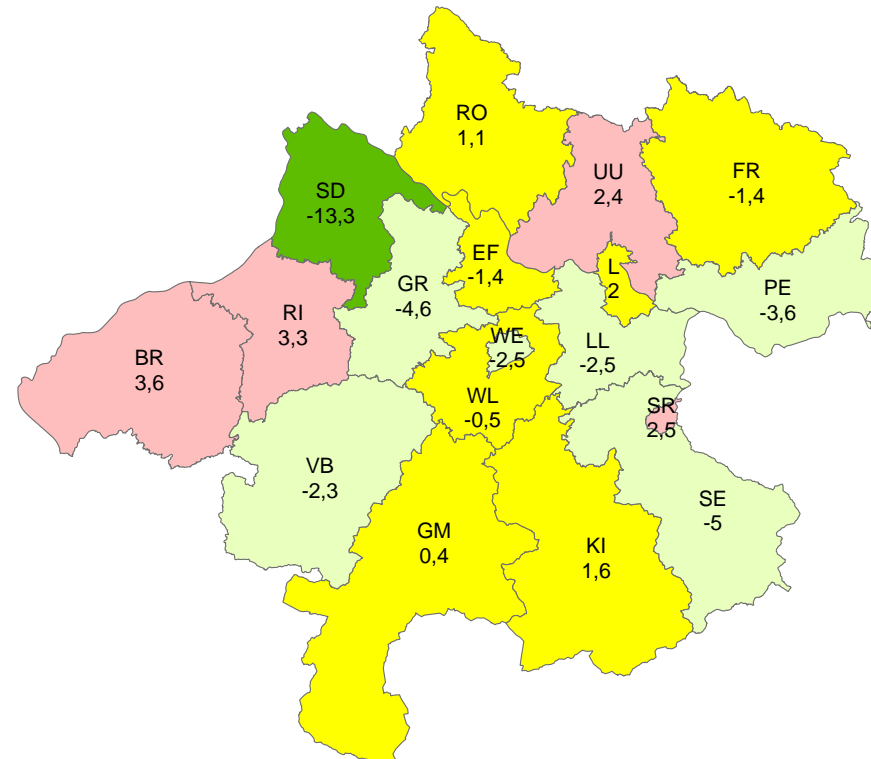 RO
1,1
UU
2,4
FR
-1,4
SD
-13,3
EF
-1,4
L
2
GR
-4,6
PE
-3,6
RI
3,3
WE
-2,5
LL
-2,5
BR
3,6
WL
-0,5
SR
2,5
VB
-2,3
SE
-5
GM
0,4
KI
1,6